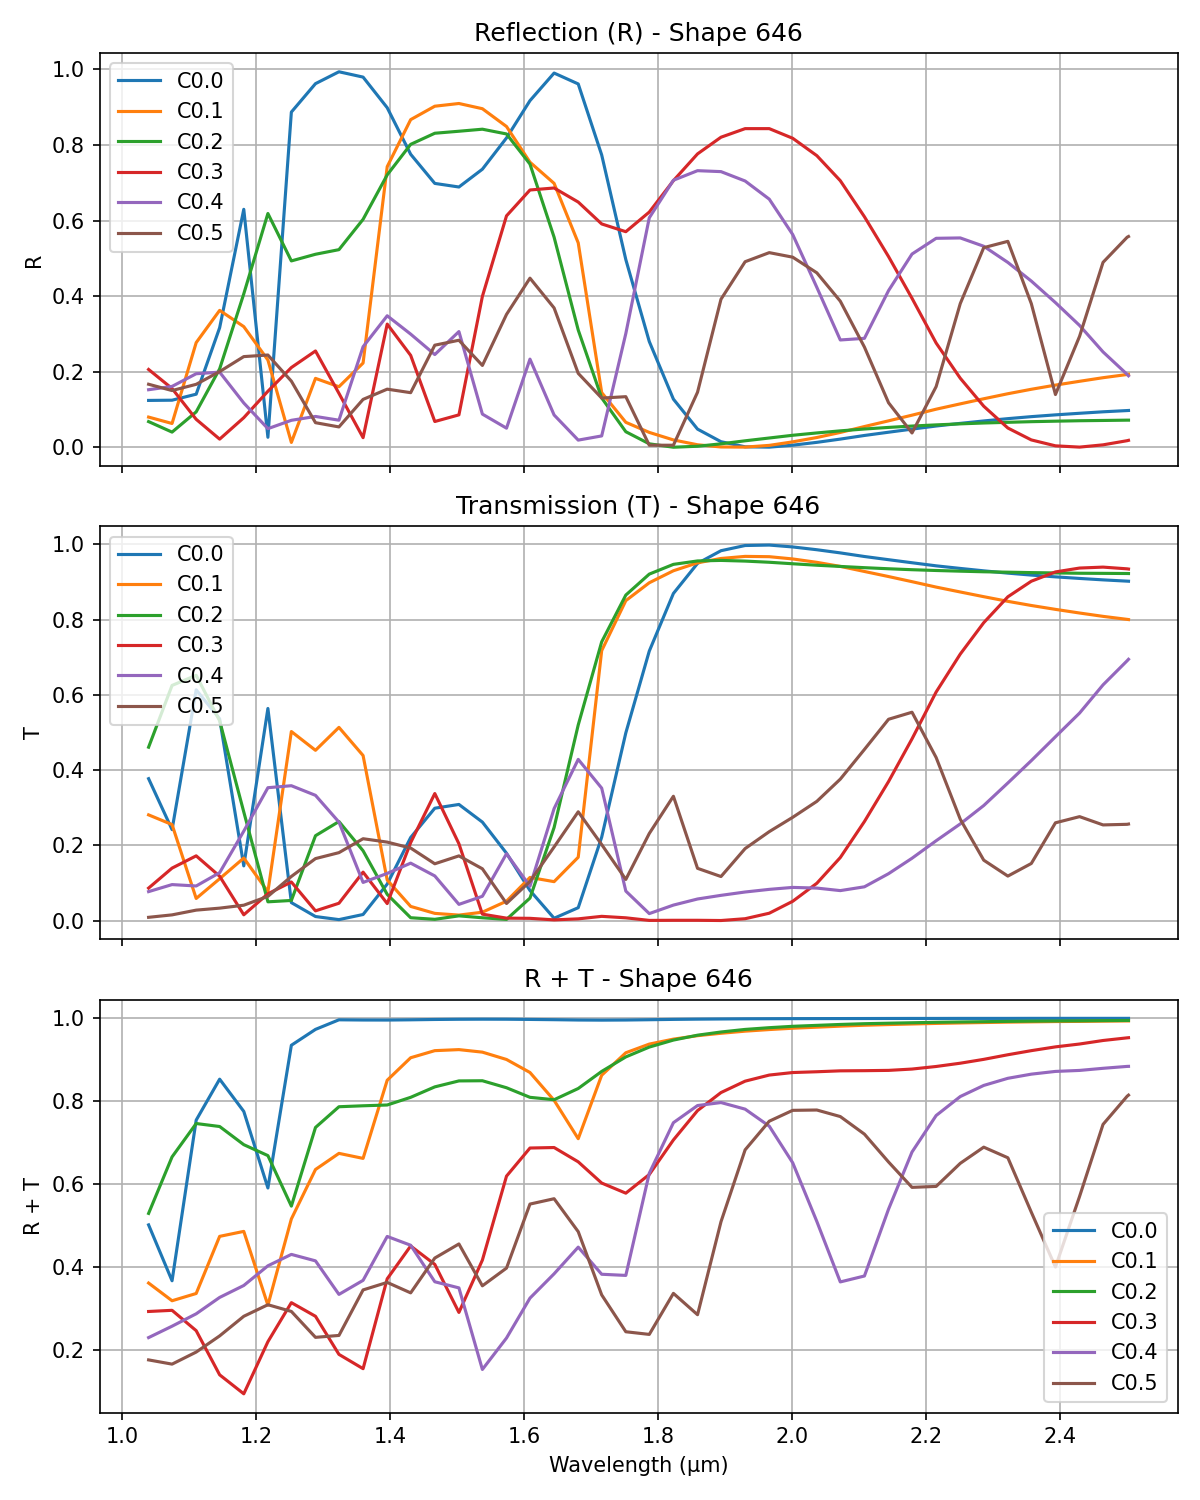 Reflection (R) - Shape 646
1.0
0.8
0.6
0.4
0.2
0.0
R
C0.0
C0.1
C0.2
C0.3
C0.4
C0.5
Transmission (T) - Shape 646
1.0
0.8
0.6
0.4
0.2
0.0
T
C0.0
C0.1
C0.2
C0.3
C0.4
C0.5
R + T - Shape 646
1.0
0.8
0.6
0.4
0.2
R + T
C0.0
C0.1
C0.2
C0.3
C0.4
C0.5
1.0 1.2 1.4 1.6 1.8 2.0 2.2 2.4
Wavelength (μm)